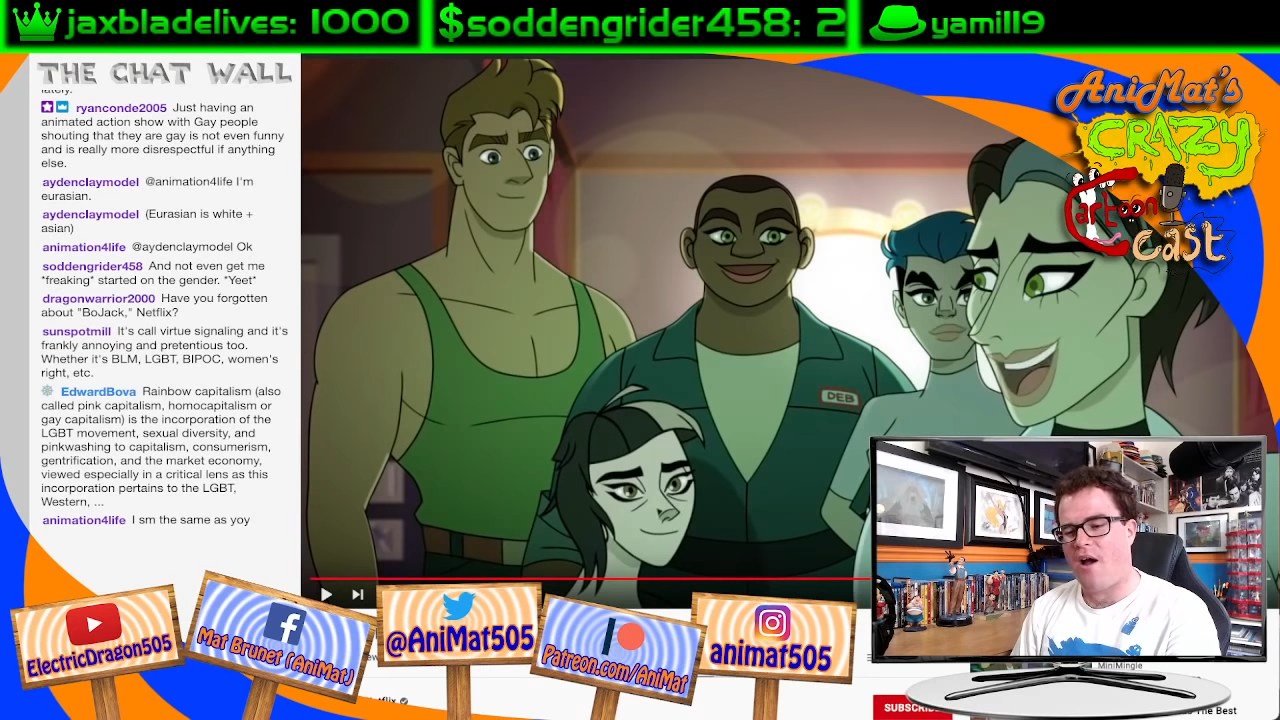 jaxbladelives: 1000
$soddengrider458: 2
yamill9
THE CHAT WALL
lately.
ryanconde2005 Just having an
animated action show with Gay people
shouting that they are gay is not even funny
and is really more disrespectful if anything
else.
aydenclaymodel @animation4life I'm
eurasian.
aydenclaymodel (Eurasian is white +
asian)
animation4life @aydenclaymodel Ok
soddengrider458 And not even get me
*freaking* started on the gender. *Yeet*
dragonwarrior2000 Have you forgotten
about "BoJack," Netflix?
sunspotmill It's call virtue signaling and it's
frankly annoying and pretentious too.
Whether it's BLM, LGBT, BIPOC, women's
right, etc.
EdwardBova Rainbow capitalism (also
called pink capitalism, homocapitalism or
gay capitalism) is the incorporation of the
LGBT movement, sexual diversity, and
pinkwashing to capitalism, consumerism,
gentrification, and the market economy,
viewed especially in a critical lens as this
incorporation pertains to the LGBT,
Western, ...
animation4life I sm the same as yoy
AniMat's
CRAZY
Cartoon
Cast
DEB
ElectricDragon505
Mat Brunet (AniMat)
@AniMat505
Patreon.com/AniMat
animat505
MiniMingle
SUBSCRIB
The Best